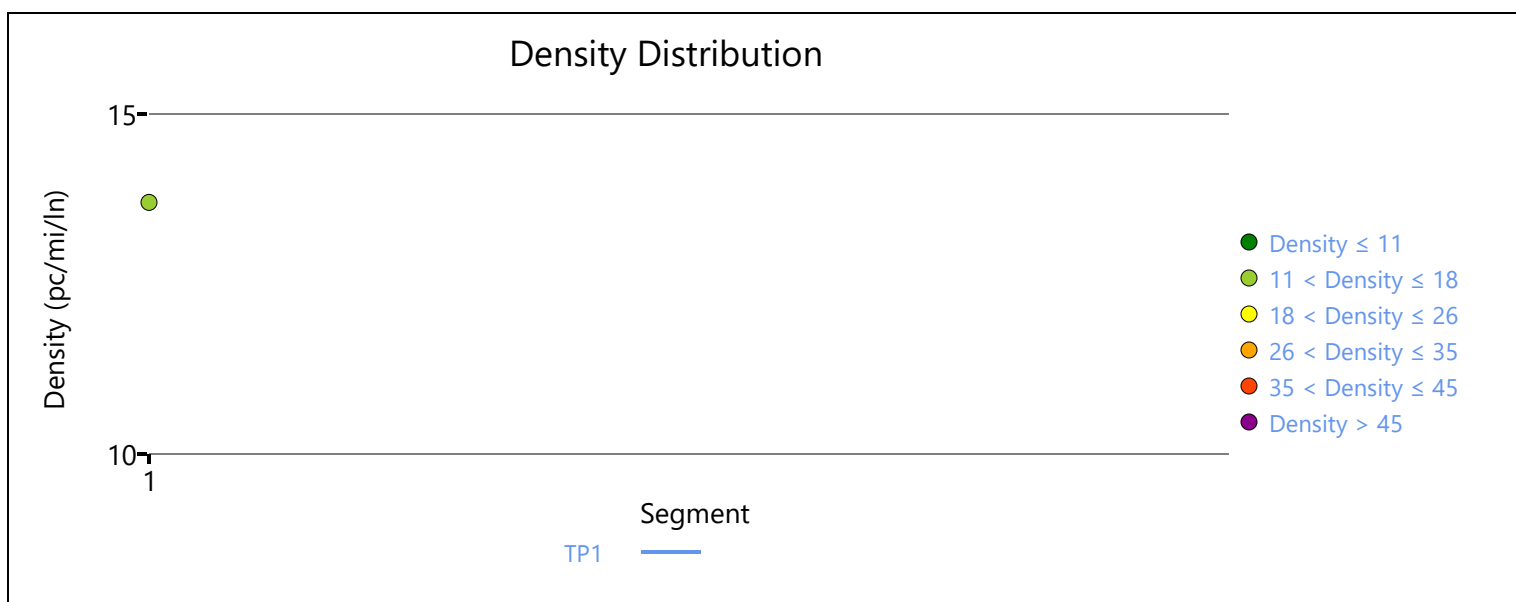 Density Distribution
15
Density (pc/mi/ln)
10
1
Segment
TP1
Density ≤ 11
11 < Density ≤ 18
18 < Density ≤ 26
26 < Density ≤ 35
35 < Density ≤ 45
Density > 45